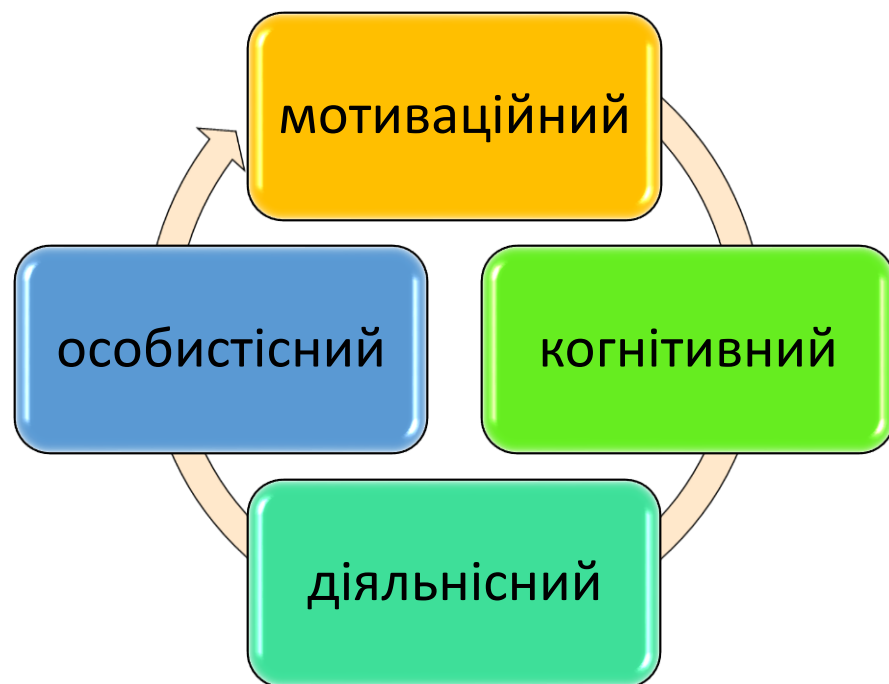 мотиваційний
особистісний
когнітивний
діяльнісний